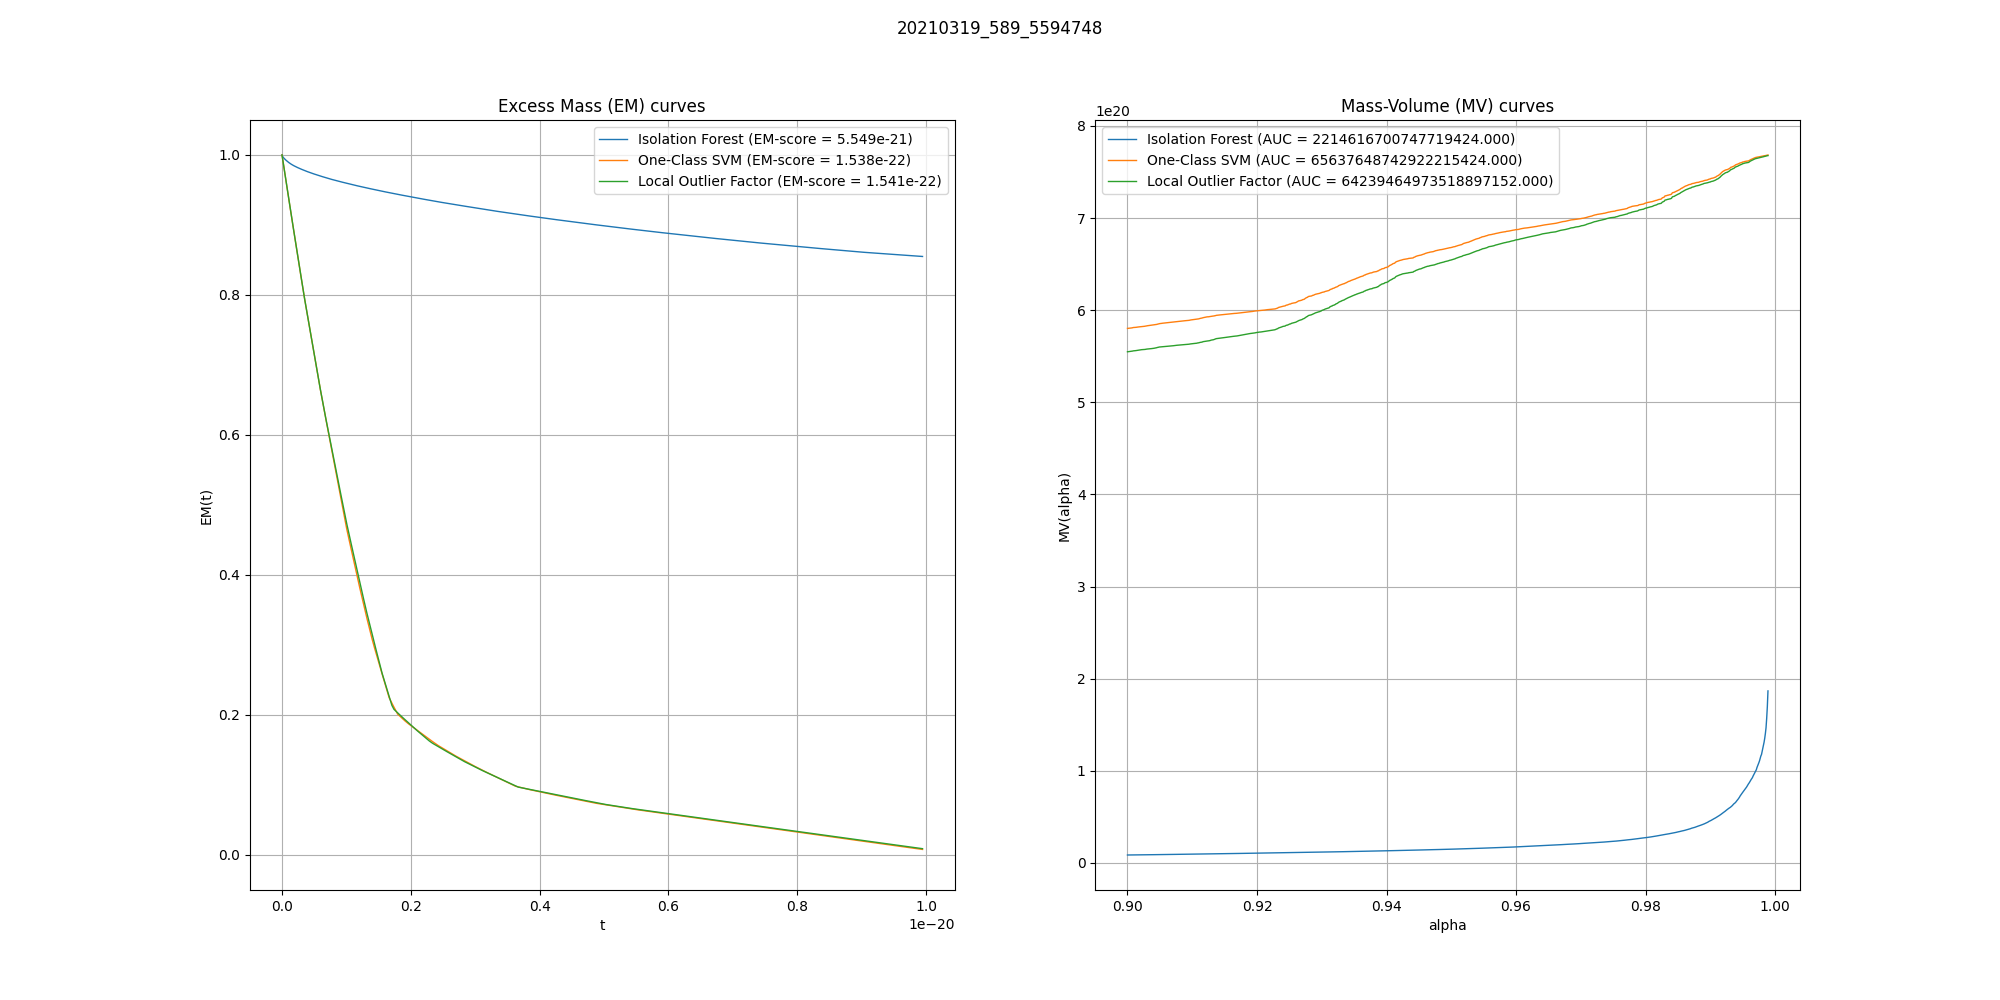 20210319_589_5594748
Excess Mass (EM) curves
Isolation Forest (EM-score = 5.549e-21)
One-Class SVM (EM-score = 1.538e-22)
Local Outlier Factor (EM-score = 1.541e-22)
1.0
0.8
0.6
0.4
0.2
0.0
EM(t)
0.0 0.2 0.4 0.6 0.8 1.0
1e−20
t
Mass-Volume (MV) curves
1e20
Isolation Forest (AUC = 2214616700747719424.000)
One-Class SVM (AUC = 65637648742922215424.000)
Local Outlier Factor (AUC = 64239464973518897152.000)
8
7
6
5
4
3
2
1
0
MV(alpha)
0.90 0.92 0.94 0.96 0.98 1.00
alpha